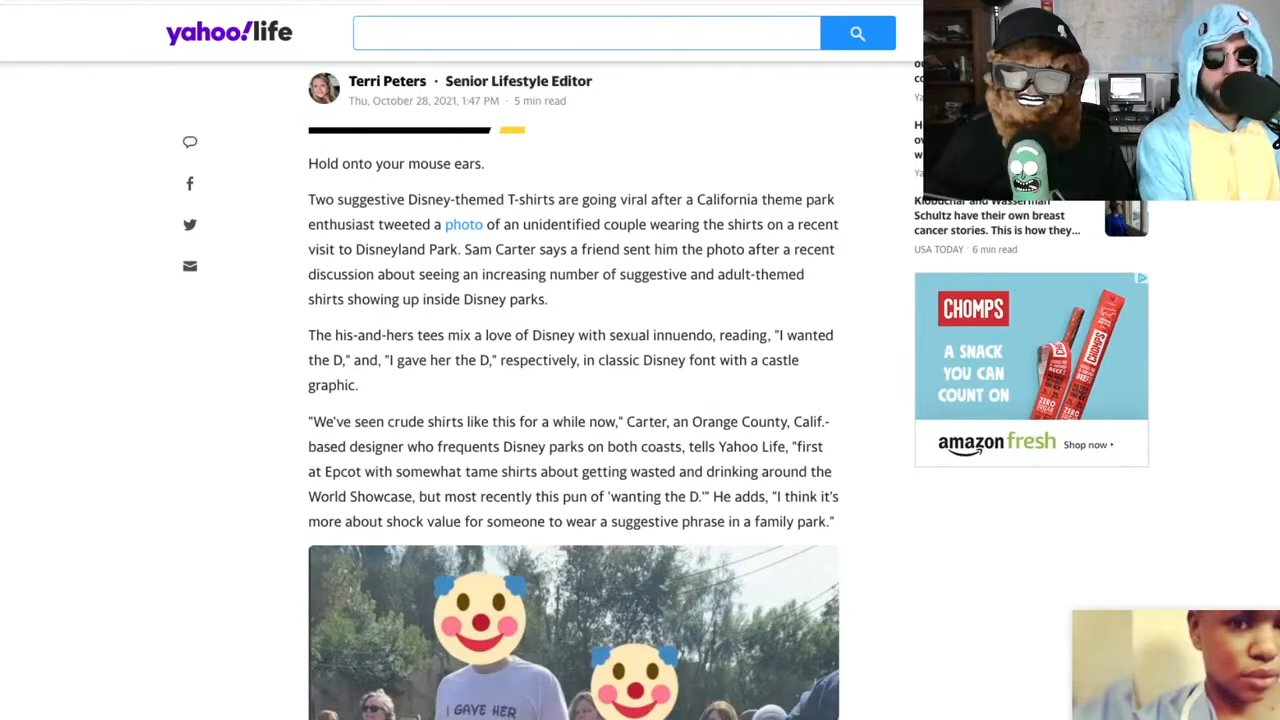 yahoo!life
Terri Peters · Senior Lifestyle Editor
Thu, October 28, 2021, 1:47 PM · 5 min read
Hold onto your mouse ears.
Two suggestive Disney-themed T-shirts are going viral after a California theme park
enthusiast tweeted a photo of an unidentified couple wearing the shirts on a recent
visit to Disneyland Park. Sam Carter says a friend sent him the photo after a recent
discussion about seeing an increasing number of suggestive and adult-themed
shirts showing up inside Disney parks.
The his-and-hers tees mix a love of Disney with sexual innuendo, reading, "I wanted
the D," and, "I gave her the D," respectively, in classic Disney font with a castle
graphic.
"We've seen crude shirts like this for a while now," Carter, an Orange County, Calif.-
based designer who frequents Disney parks on both coasts, tells Yahoo Life, "first
at Epcot with somewhat tame shirts about getting wasted and drinking around the
World Showcase, but most recently this pun of 'wanting the D.'" He adds, "I think it's
more about shock value for someone to wear a suggestive phrase in a family park."
I GAVE HER
Klobuchar and Wasserman
Schultz have their own breast
cancer stories. This is how they...
USA TODAY · 6 min read
CHOMPS
A SNACK
YOU CAN
COUNT ON
CHOMPS
ZERO
SUGAR
amazonfresh Shop now